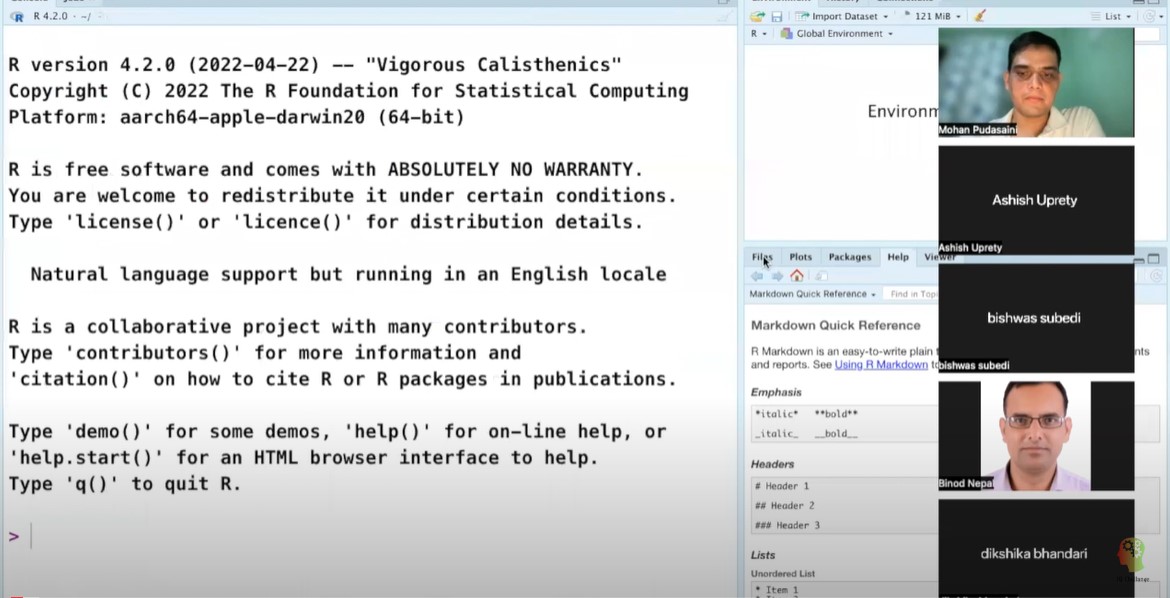 R 4.2.0 · ~/
R version 4.2.0 (2022-04-22) -- "Vigorous Calisthenics"
Copyright (C) 2022 The R Foundation for Statistical Computing
Platform: aarch64-apple-darwin20 (64-bit)
R is free software and comes with ABSOLUTELY NO WARRANTY.
You are welcome to redistribute it under certain conditions.
Type 'license()' or 'licence()' for distribution details.
Natural language support but running in an English locale
R is a collaborative project with many contributors.
Type 'contributors()' for more information and
'citation()' on how to cite R or R packages in publications.
Type 'demo()' for some demos, 'help()' for on-line help, or
'help.start()' for an HTML browser interface to help.
Type 'q()' to quit R.
>
Import Dataset 121 MiB List
R Global Environment
Environm
Files Plots Packages Help Viewer
Markdown Quick Reference Find in Topi
Markdown Quick Reference
R Markdown is an easy-to-write plain t nts
and reports. See Using R Markdown to
Emphasis
*italic* **bold**
_italic_ __bold__
Headers
# Header 1
## Header 2
### Header 3
Lists
Unordered List
* Item 1
Mohan Pudasaini
Ashish Uprety
Ashish Uprety
bishwas subedi
bishwas subedi
Binod Nepal
dikshika bhandari